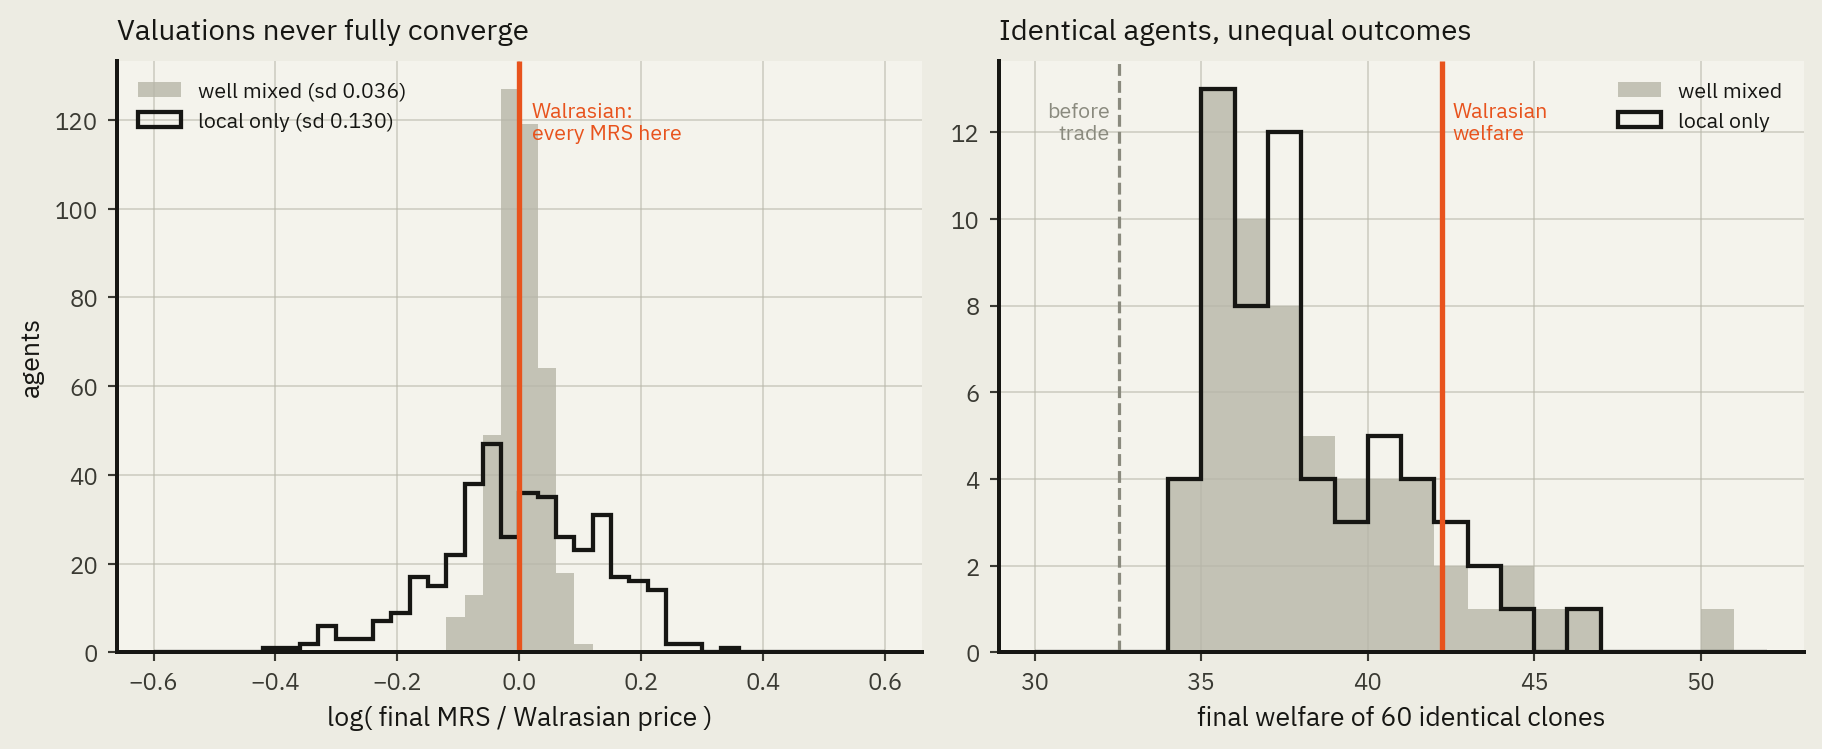 Valuations never fully converge
well mixed (sd 0.036)
local only (sd 0.130)
Walrasian:
every MRS here
120
100
80
60
40
20
0
agents
−0.6
−0.4
−0.2
0.0
0.2
0.4
0.6
log( final MRS / Walrasian price )
Identical agents, unequal outcomes
before
trade
Walrasian
welfare
well mixed
local only
12
10
8
6
4
2
0
30
35
40
45
50
final welfare of 60 identical clones